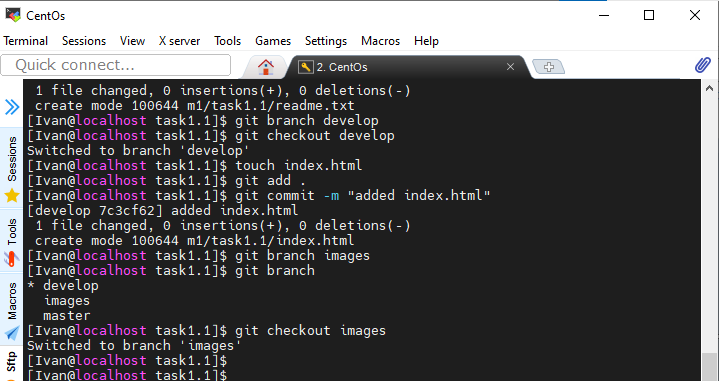 CentOs
Terminal Sessions View X server Tools Games Settings Macros Help
Quick connect...
2. CentOs
Sessions
Tools
Macros
Sftp
1 file changed, 0 insertions(+), 0 deletions(-)
create mode 100644 m1/task1.1/readme.txt
[Ivan@localhost task1.1]$ git branch develop
[Ivan@localhost task1.1]$ git checkout develop
Switched to branch 'develop'
[Ivan@localhost task1.1]$ touch index.html
[Ivan@localhost task1.1]$ git add .
[Ivan@localhost task1.1]$ git commit -m "added index.html"
[develop 7c3cf62] added index.html
1 file changed, 0 insertions(+), 0 deletions(-)
create mode 100644 m1/task1.1/index.html
[Ivan@localhost task1.1]$ git branch images
[Ivan@localhost task1.1]$ git branch
* develop
images
master
[Ivan@localhost task1.1]$ git checkout images
Switched to branch 'images'
[Ivan@localhost task1.1]$
[Ivan@localhost task1.1]$